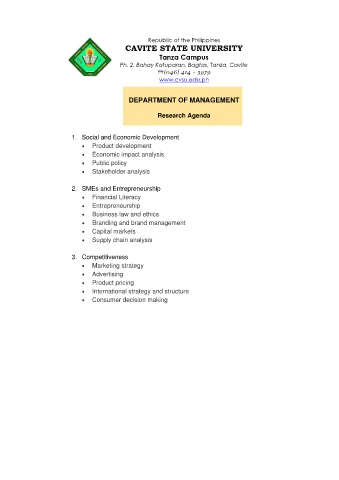 Republic of the Philippines
CAVITE STATE UNIVERSITY
Tanza Campus
Ph. 2, Bahay Katuparan, Bagtas, Tanza, Cavite
☎(046) 414 – 3979
www.cvsu.edu.ph
DEPARTMENT OF MANAGEMENT
Research Agenda
1. Social and Economic Development
• Product development
• Economic impact analysis
• Public policy
• Stakeholder analysis
2. SMEs and Entrepreneurship
• Financial Literacy
• Entrepreneurship
• Business law and ethics
• Branding and brand management
• Capital markets
• Supply chain analysis
3. Competitiveness
• Marketing strategy
• Advertising
• Product pricing
• International strategy and structure
• Consumer decision making